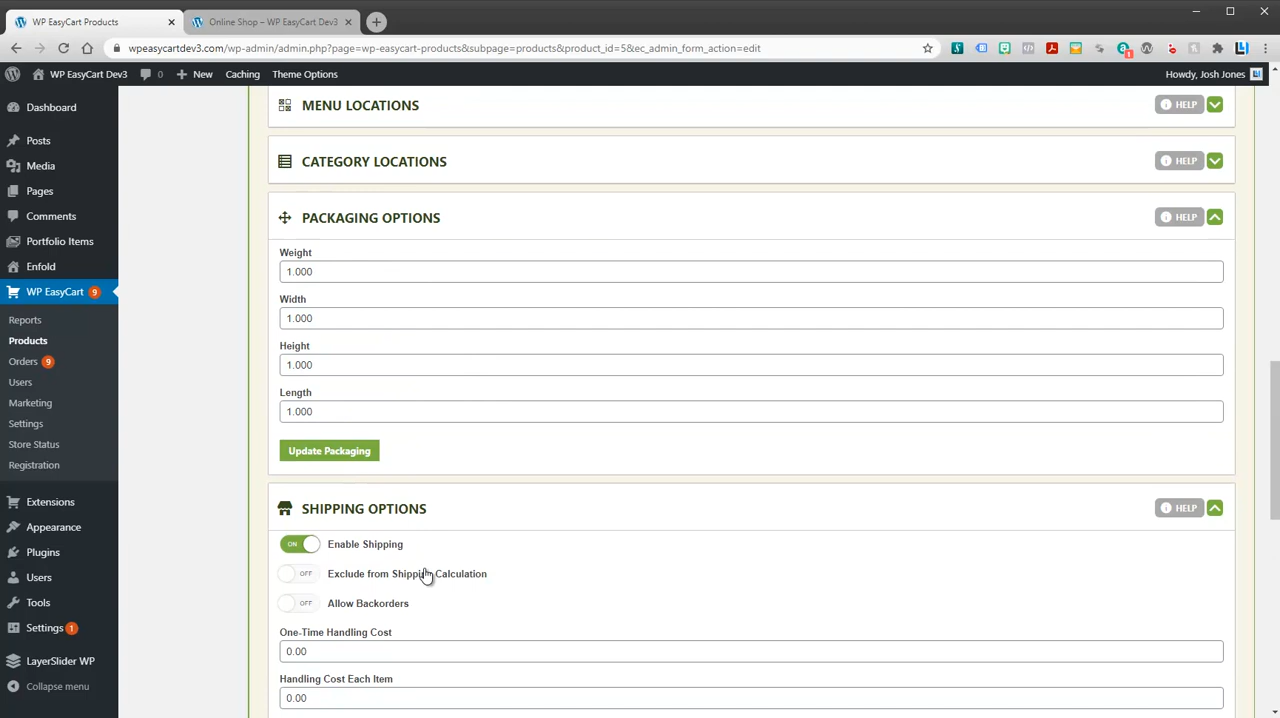 WP EasyCart Products
Online Shop – WP EasyCart Dev3
wpeasycartdev3.com/wp-admin/admin.php?page=wp-easycart-products&subpage=products&product_id=5&ec_admin_form_action=edit
1
WP EasyCart Dev3
0
New
Caching
Theme Options
Howdy, Josh Jones
Dashboard
Posts
Media
Pages
Comments
Portfolio Items
Enfold
WP EasyCart 9
Reports
Products
Orders 9
Users
Marketing
Settings
Store Status
Registration
Extensions
Appearance
Plugins
Users
Tools
Settings 1
LayerSlider WP
Collapse menu
MENU LOCATIONS
HELP
CATEGORY LOCATIONS
HELP
PACKAGING OPTIONS
HELP
Weight
1.000
Width
1.000
Height
1.000
Length
1.000
Update Packaging
SHIPPING OPTIONS
HELP
ON Enable Shipping
OFF Exclude from Shipping Calculation
OFF Allow Backorders
One-Time Handling Cost
0.00
Handling Cost Each Item
0.00